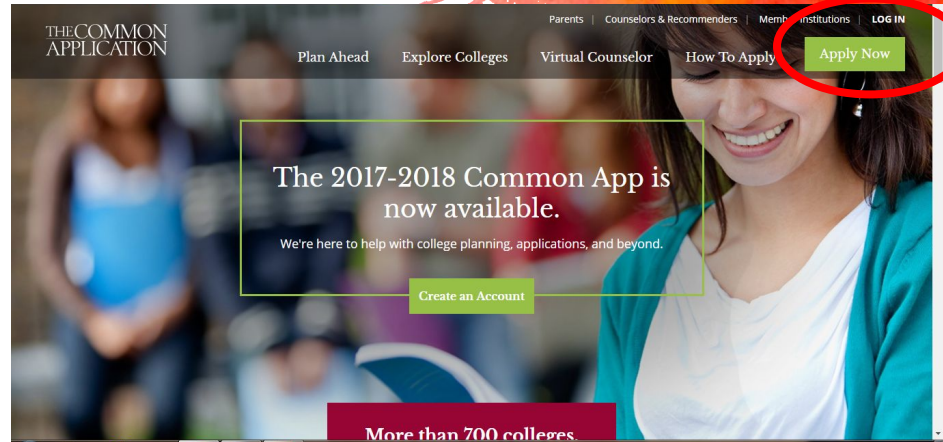 Parents | Counselors & Recommenders | Member Institutions | LOG IN
THE COMMON
APPLICATION
Plan Ahead Explore Colleges Virtual Counselor How To Apply Apply Now
The 2017-2018 Common App is
now available.
We're here to help with college planning, applications, and beyond.
Create an Account
More than 700 colleges.